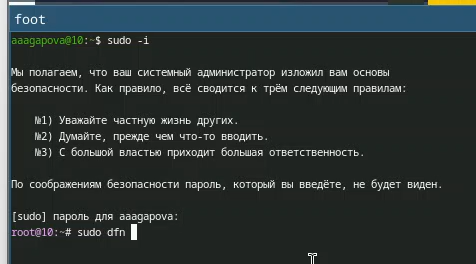 foot
aaagapova@10:~$ sudo -i
Мы полагаем, что ваш системный администратор изложил вам основы
безопасности. Как правило, всё сводится к трём следующим правилам:
№1) Уважайте частную жизнь других.
№2) Думайте, прежде чем что-то вводить.
№3) С большой властью приходит большая ответственность.
По соображениям безопасности пароль, который вы введёте, не будет виден.
[sudo] пароль для aaagapova:
root@10:~# sudo dfn